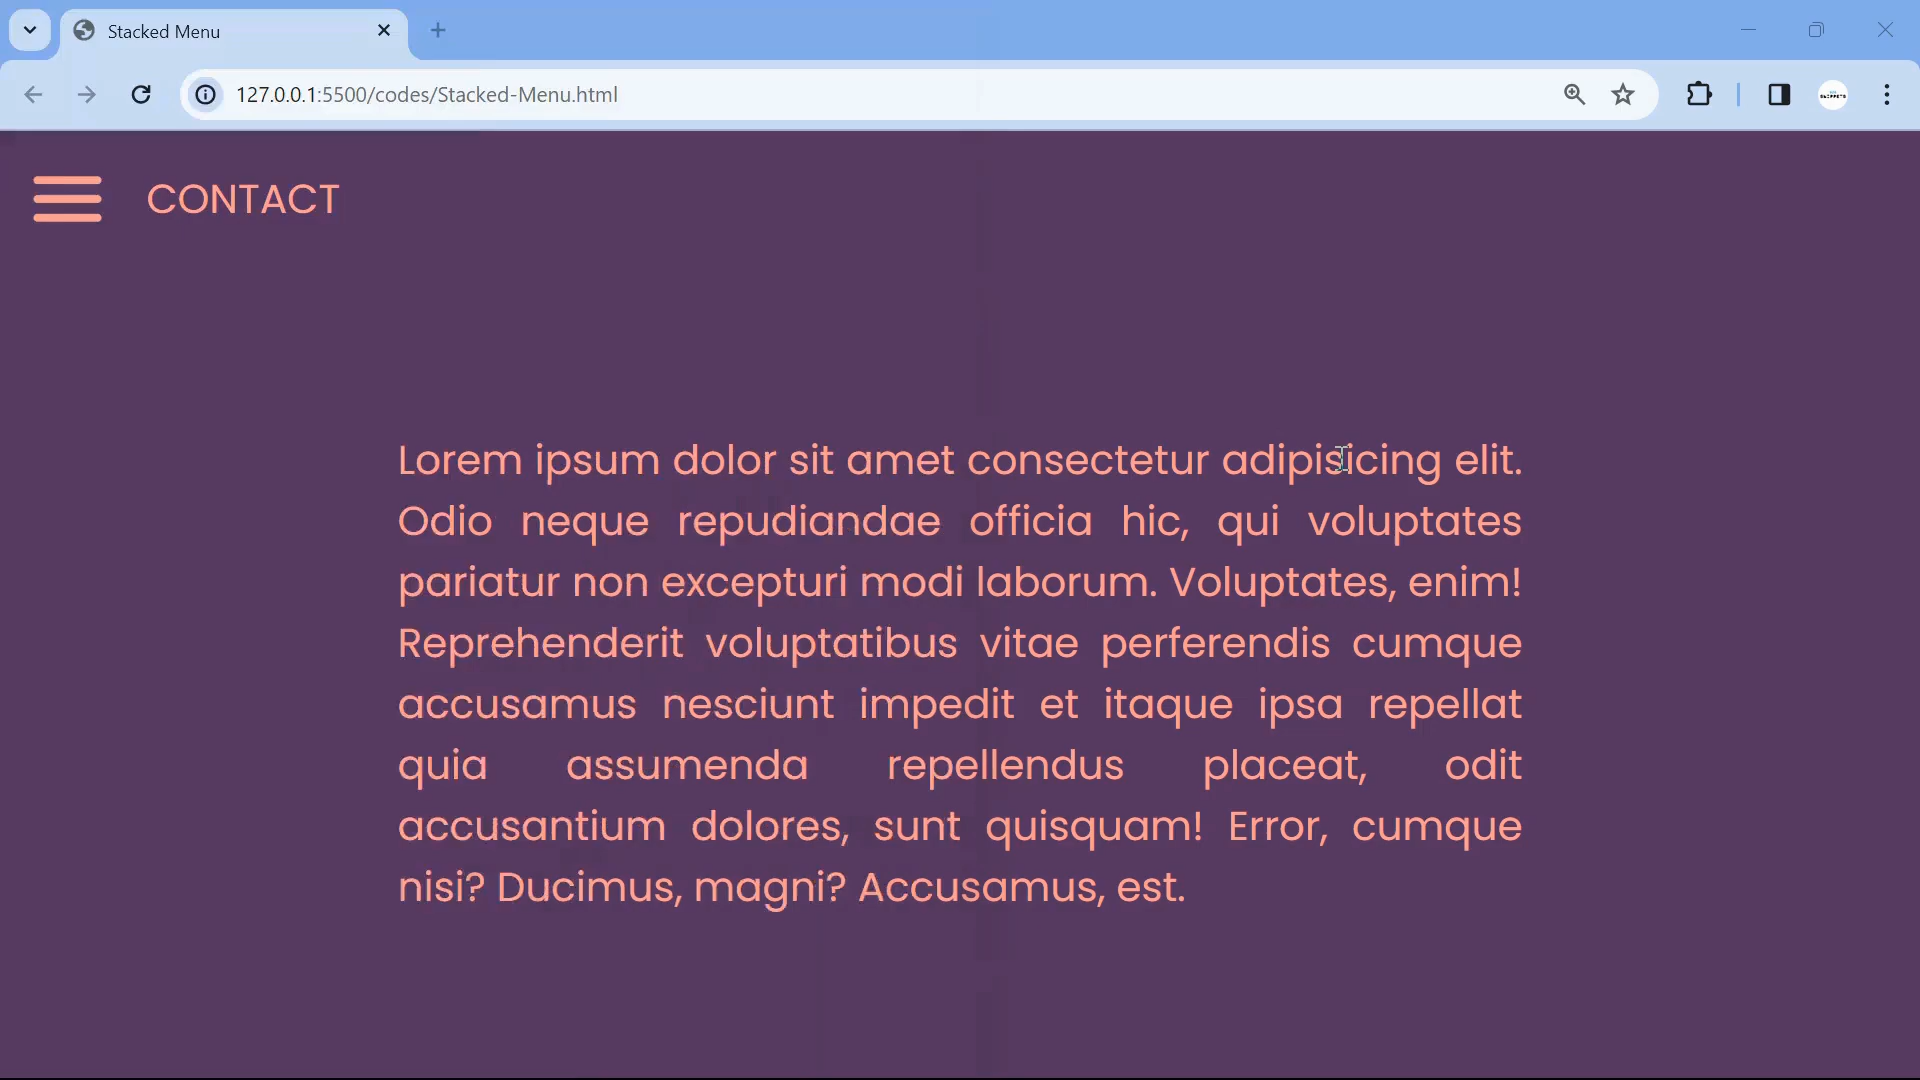 Stacked Menu
127.0.0.1:5500/codes/Stacked-Menu.html
CONTACT
Lorem ipsum dolor sit amet consectetur adipisicing elit.
Odio neque repudiandae officia hic, qui voluptates
pariatur non excepturi modi laborum. Voluptates, enim!
Reprehenderit voluptatibus vitae perferendis cumque
accusamus nesciunt impedit et itaque ipsa repellat
quia assumenda repellendus placeat, odit
accusantium dolores, sunt quisquam! Error, cumque
nisi? Ducimus, magni? Accusamus, est.